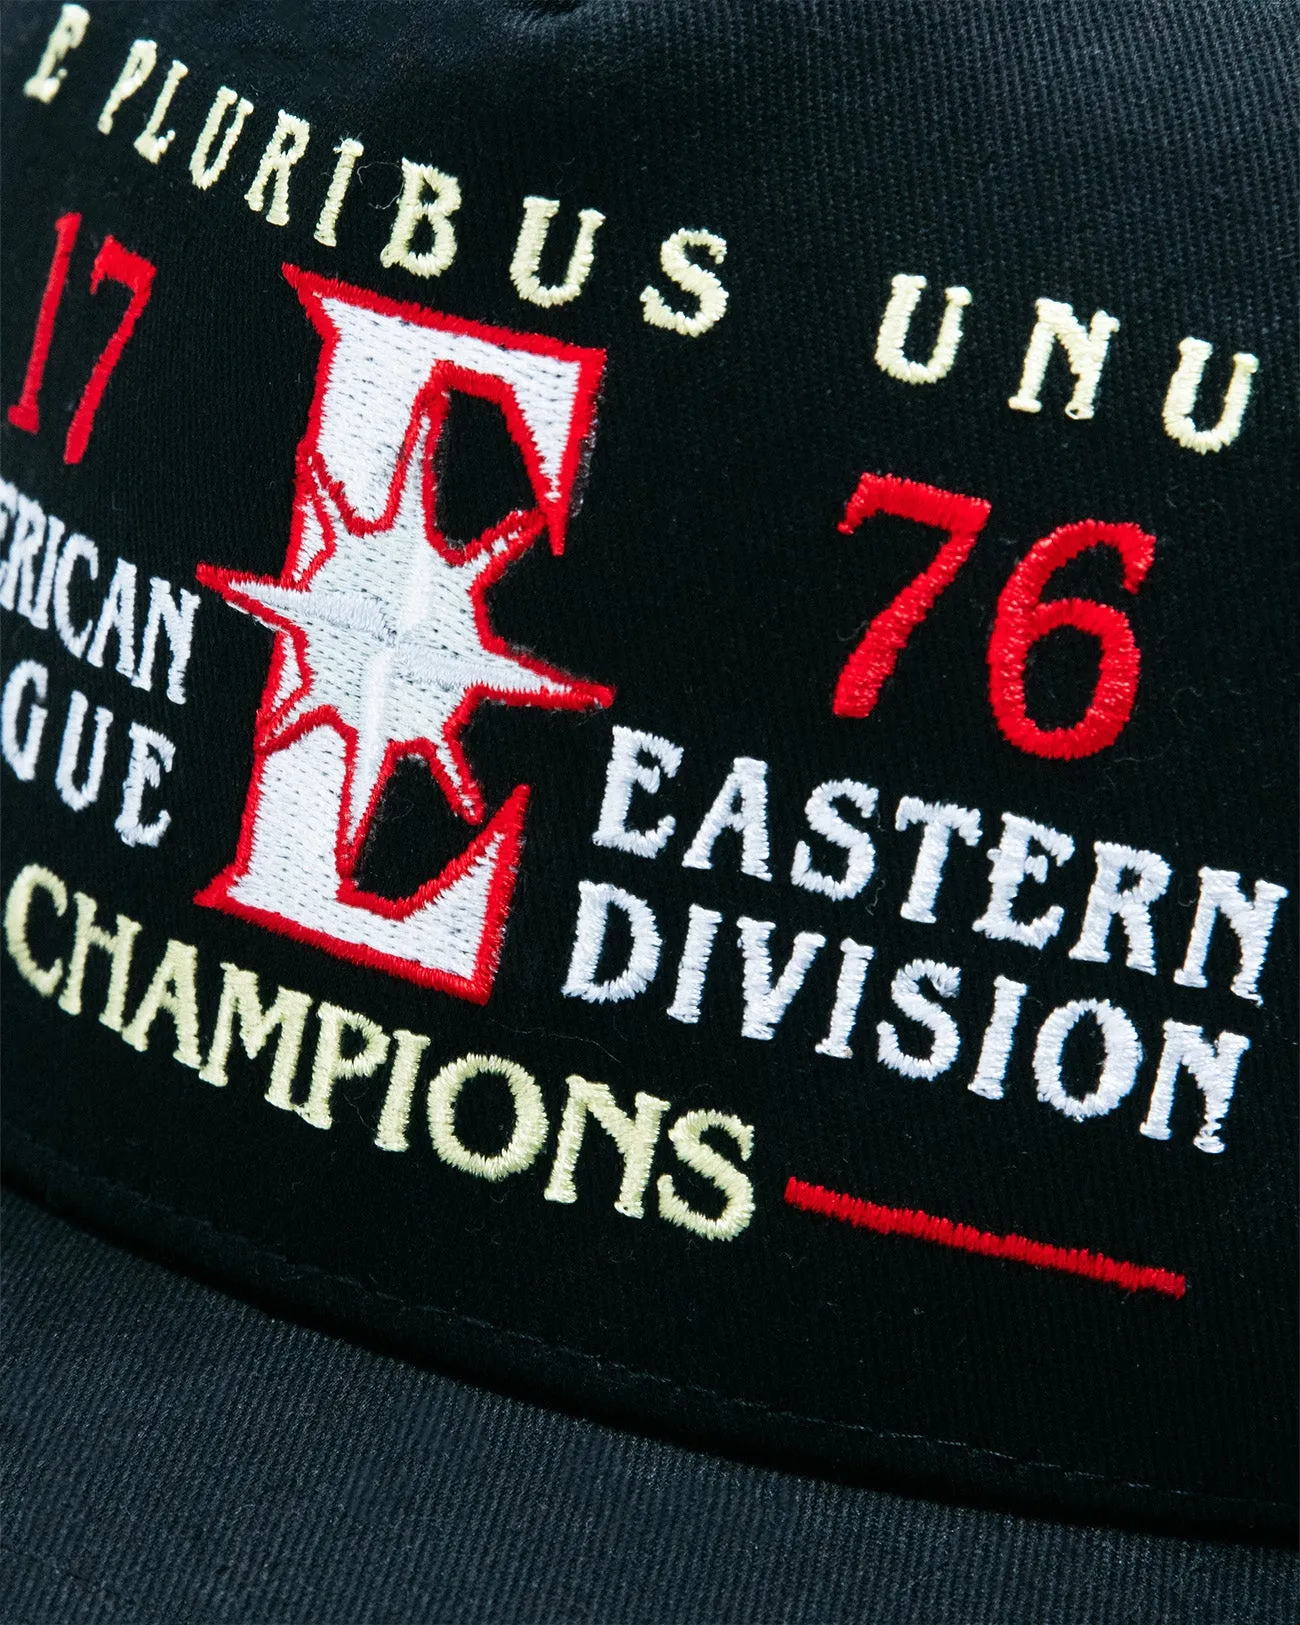 E PLURIBUS UNU
17 76
E
ERICAN
GUE
EASTERN
DIVISION
CHAMPIONS